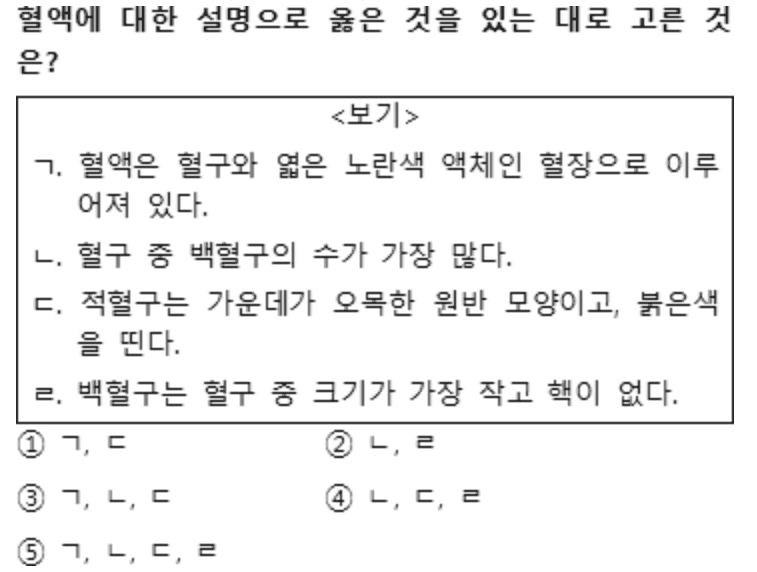 혈액에 대한 설명으로 옳은 것을 있는 대로 고른 것
은?
<보기>
ㄱ. 혈액은 혈구와 엷은 노란색 액체인 혈장으로 이루
어져 있다.
ㄴ. 혈구 중 백혈구의 수가 가장 많다.
ㄷ. 적혈구는 가운데가 오목한 원반 모양이고, 붉은색
을 띤다.
ㄹ. 백혈구는 혈구 중 크기가 가장 작고 핵이 없다.
① ㄱ, ㄷ ② ㄴ, ㄹ
③ ㄱ, ㄴ, ㄷ ④ ㄴ, ㄷ, ㄹ
⑤ ㄱ, ㄴ, ㄷ, ㄹ